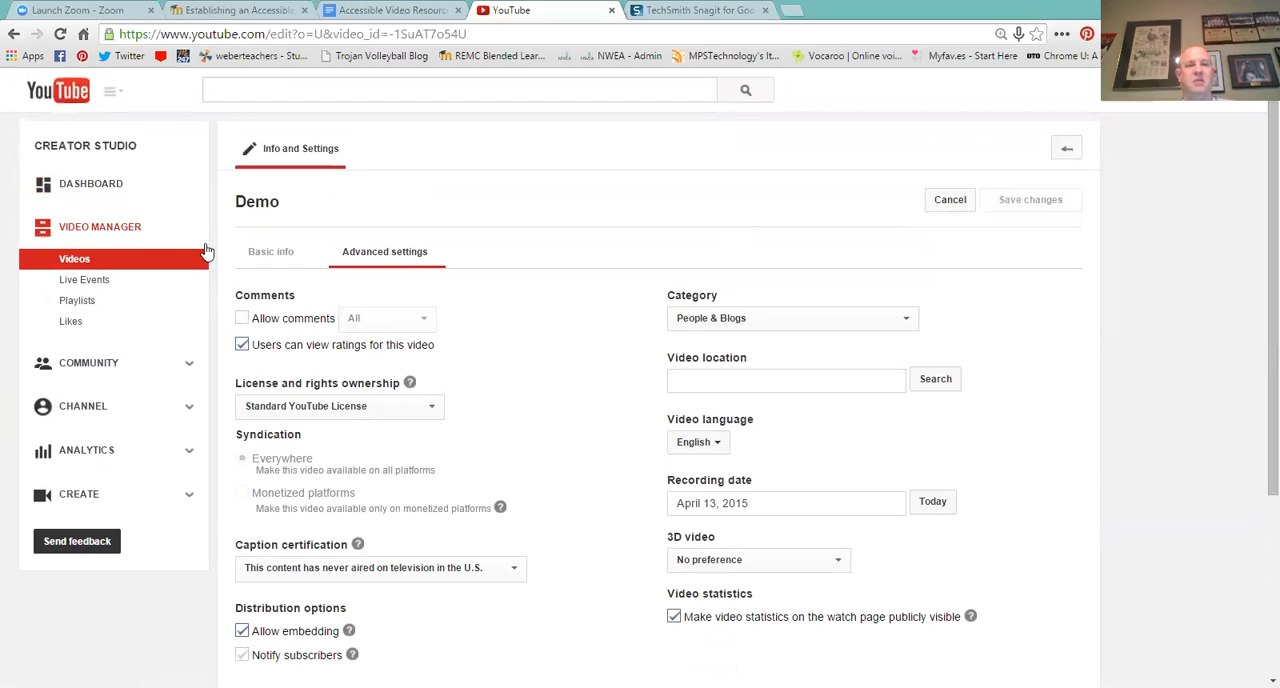 Launch Zoom - Zoom
Establishing an Accessible
Accessible Video Resource
YouTube
TechSmith Snagit for Goo
https://www.youtube.com/edit?o=U&video_id=-1SuAT7o54U
Apps
Twitter
weberteachers - Stu...
Trojan Volleyball Blog
REMC Blended Lear...
NWEA - Admin
MPSTechnology's It...
Vocaroo | Online voi...
Myfav.es - Start Here
Chrome U: A
YouTube
CREATOR STUDIO
Info and Settings
DASHBOARD
Demo
Cancel
Save changes
VIDEO MANAGER
Basic info
Advanced settings
Videos
Live Events
Playlists
Likes
Comments
Allow comments
All
Users can view ratings for this video
Category
People & Blogs
Video location
Search
COMMUNITY
License and rights ownership
Standard YouTube License
CHANNEL
Video language
English
Syndication
Everywhere
Make this video available on all platforms
ANALYTICS
Recording date
April 13, 2015
Today
CREATE
Monetized platforms
Make this video available only on monetized platforms
Send feedback
Caption certification
This content has never aired on television in the U.S.
3D video
No preference
Video statistics
Make video statistics on the watch page publicly visible
Distribution options
Allow embedding
Notify subscribers